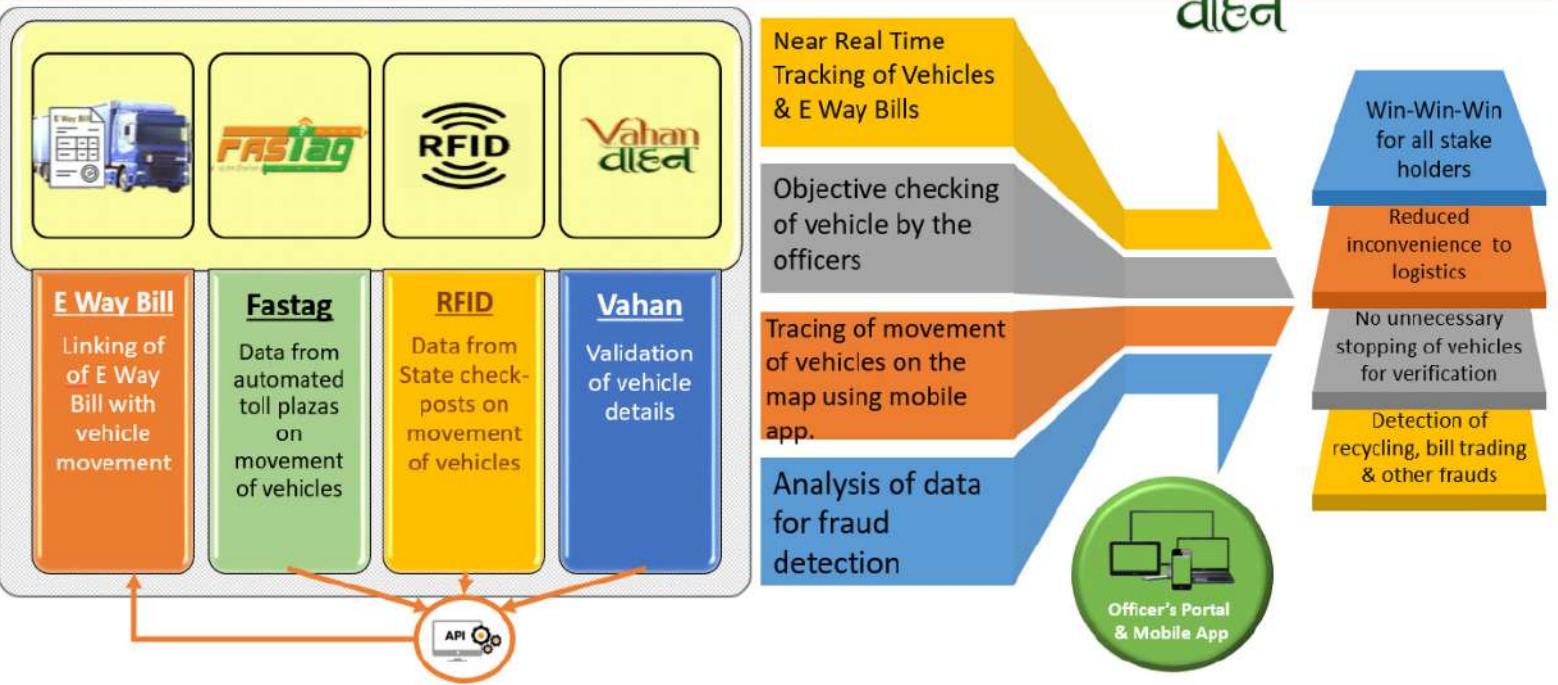 वाहन
E Way Bill
FASTag
RFID
Vahan
वाहन
E Way Bill
Linking of
of E Way
Bill with
vehicle
movement
Fastag
Data from
automated
toll plazas
on
movement
of vehicles
RFID
Data from
State check-
posts on
movement
of vehicles
Vahan
Validation
of vehicle
details
API
Near Real Time
Tracking of Vehicles
& E Way Bills
Objective checking
of vehicle by the
officers
Tracing of movement
of vehicles on the
map using mobile
app.
Analysis of data
for fraud
detection
Officer's Portal
& Mobile App
Win-Win-Win
for all stake
holders
Reduced
inconvenience to
logistics
No unnecessary
stopping of vehicles
for verification
Detection of
recycling, bill trading
& other frauds